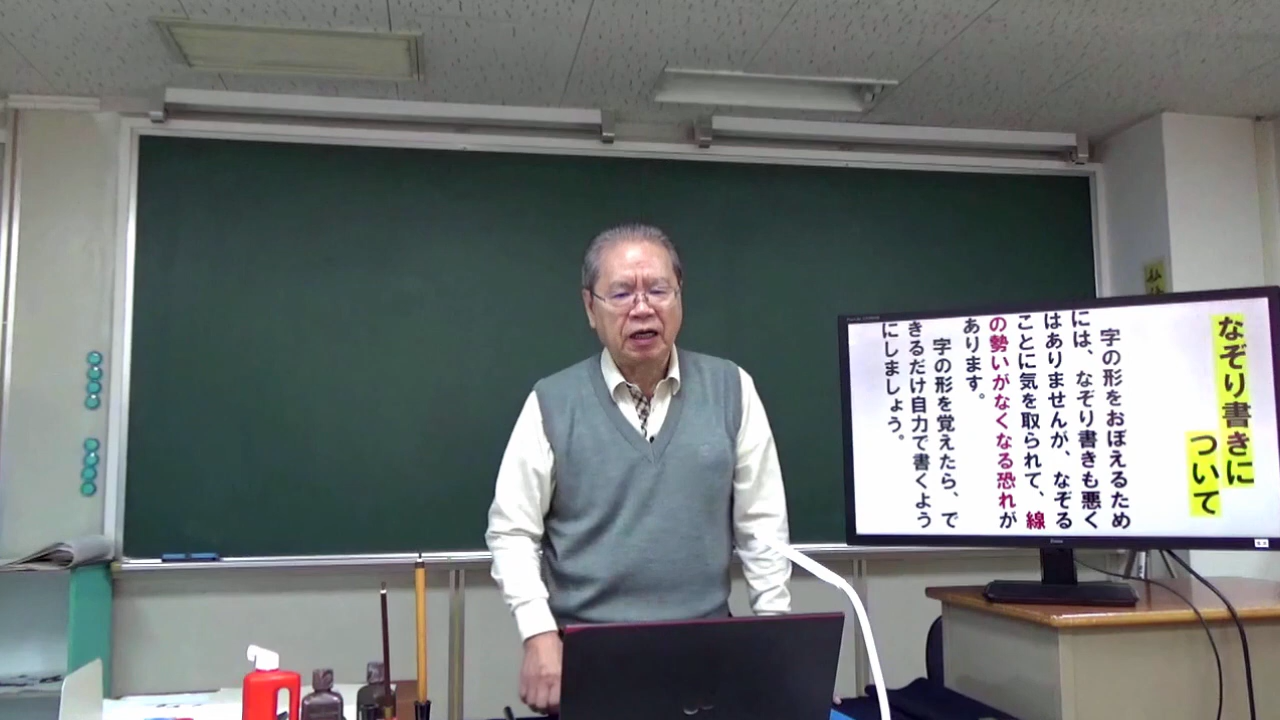 なぞり書きに
ついて
字の形をおぼえるため
には、なぞり書きも悪く
はありませんが、なぞる
ことに気を取られて、線
の勢いがなくなる恐れが
あります。
字の形を覚えたら、で
きるだけ自力で書くよう
にしましょう。